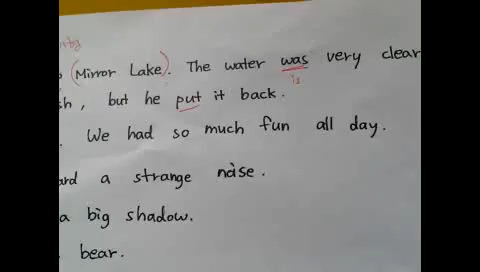 (Mirror Lake). The water was very clear
is
, but he put it back.
. We had so much fun all day.
a strange noise.
a big shadow.
bear.